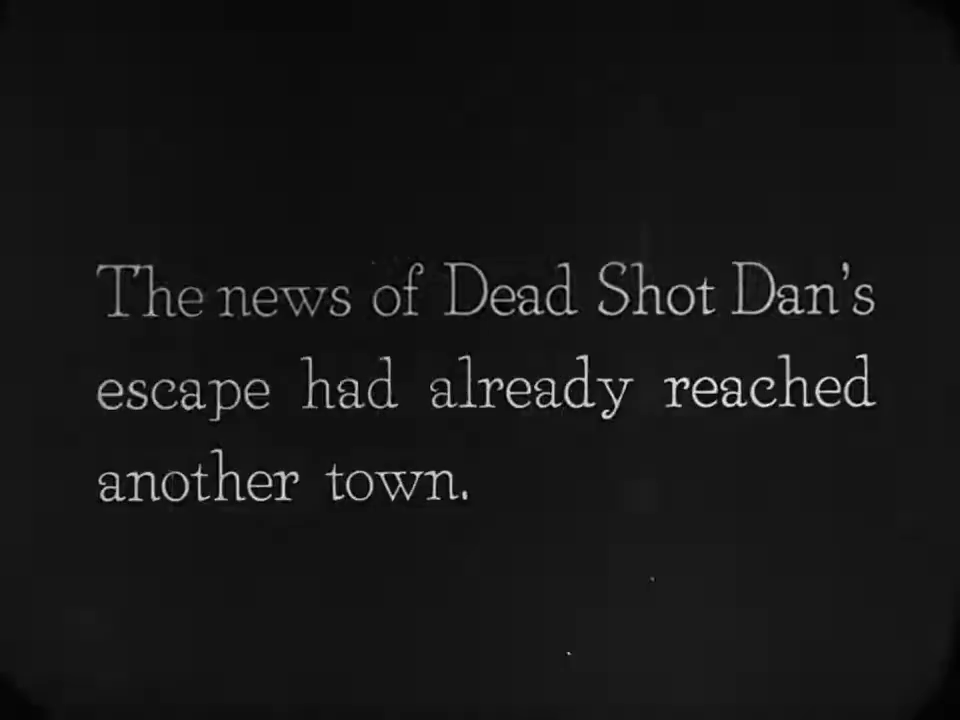 The news of Dead Shot Dan's
escape had already reached
another town.